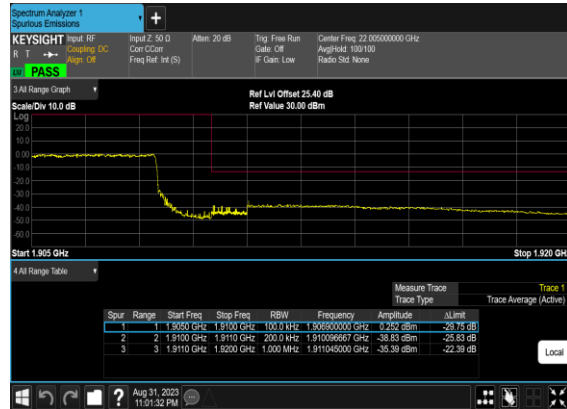 Spectrum Analyzer 1
Spurious Emissions
KEYSIGHT Input: RF Input Z: 50 Ω Atten: 20 dB Trig: Free Run Center Freq: 22.005000000 GHz
R T Coupling: DC Corr CCorr Gate: Off Avg|Hold: 100/100
Align: Off Freq Ref: Int (S) IF Gain: Low Radio Std: None
PASS
3 All Range Graph
Ref Lvl Offset 25.40 dB
Scale/Div 10.0 dB Ref Value 30.00 dBm
Log
20.0
10.0
0.00
-10.0
-20.0
-30.0
-40.0
-50.0
-60.0
Start 1.905 GHz Stop 1.920 GH
4 All Range Table
Measure Trace Trace 1
Trace Type Trace Average (Active)
Spur Range Start Freq Stop Freq RBW Frequency Amplitude ΔLimit
1 1 1.9050 GHz 1.9100 GHz 100.0 kHz 1.906900000 GHz 0.252 dBm -29.75 dB
2 2 1.9100 GHz 1.9110 GHz 200.0 kHz 1.910096667 GHz -38.83 dBm -25.83 dB
3 3 1.9110 GHz 1.9200 GHz 1.000 MHz 1.911045000 GHz -35.39 dBm -22.39 dB
Local
Aug 31, 2023
11:01:32 PM